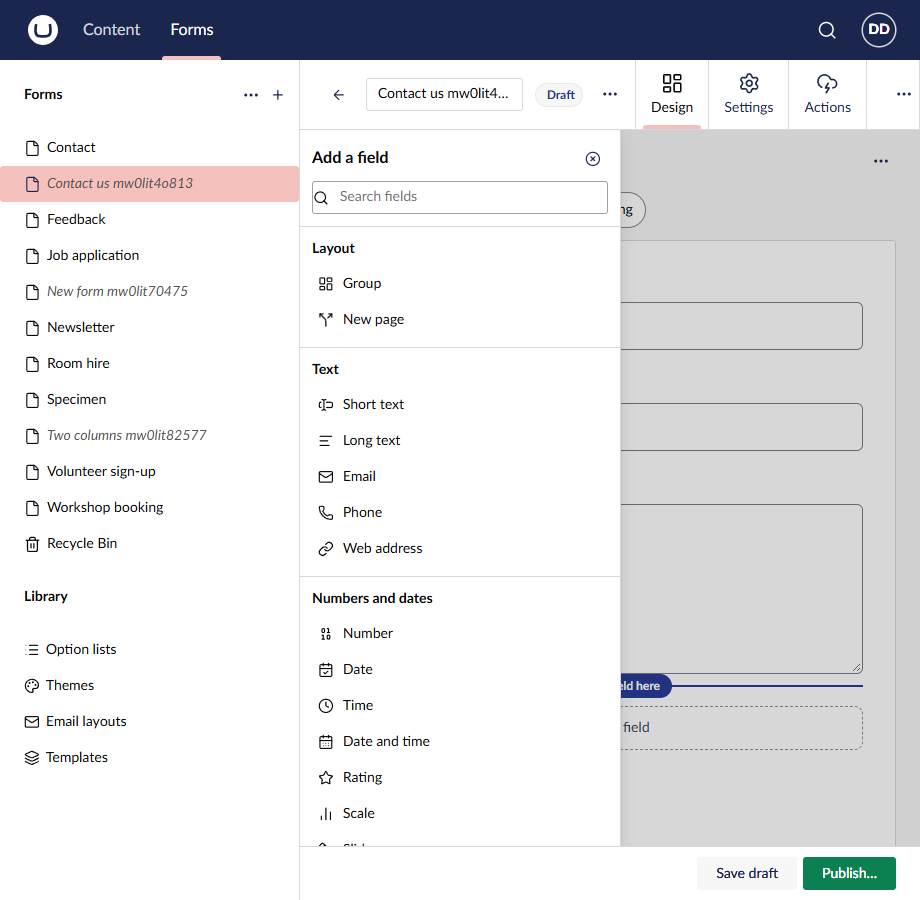 Content
Forms
DD
Forms
Contact us mw0lit4...
Draft
Design
Settings
Actions
Contact
Contact us mw0lit4o813
Feedback
Job application
New form mw0lit70475
Newsletter
Room hire
Specimen
Two columns mw0lit82577
Volunteer sign-up
Workshop booking
Recycle Bin
Library
Option lists
Themes
Email layouts
Templates
Add a field
Search fields
Layout
Group
New page
Text
Short text
Long text
Email
Phone
Web address
Numbers and dates
Number
Date
Time
Date and time
Rating
Scale
here
field
Save draft
Publish...